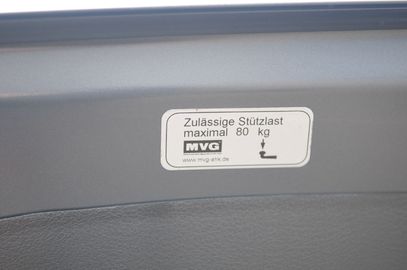 Zulässige Stützlast
maximal 80 kg
MVG
www.mvg-ahk.de